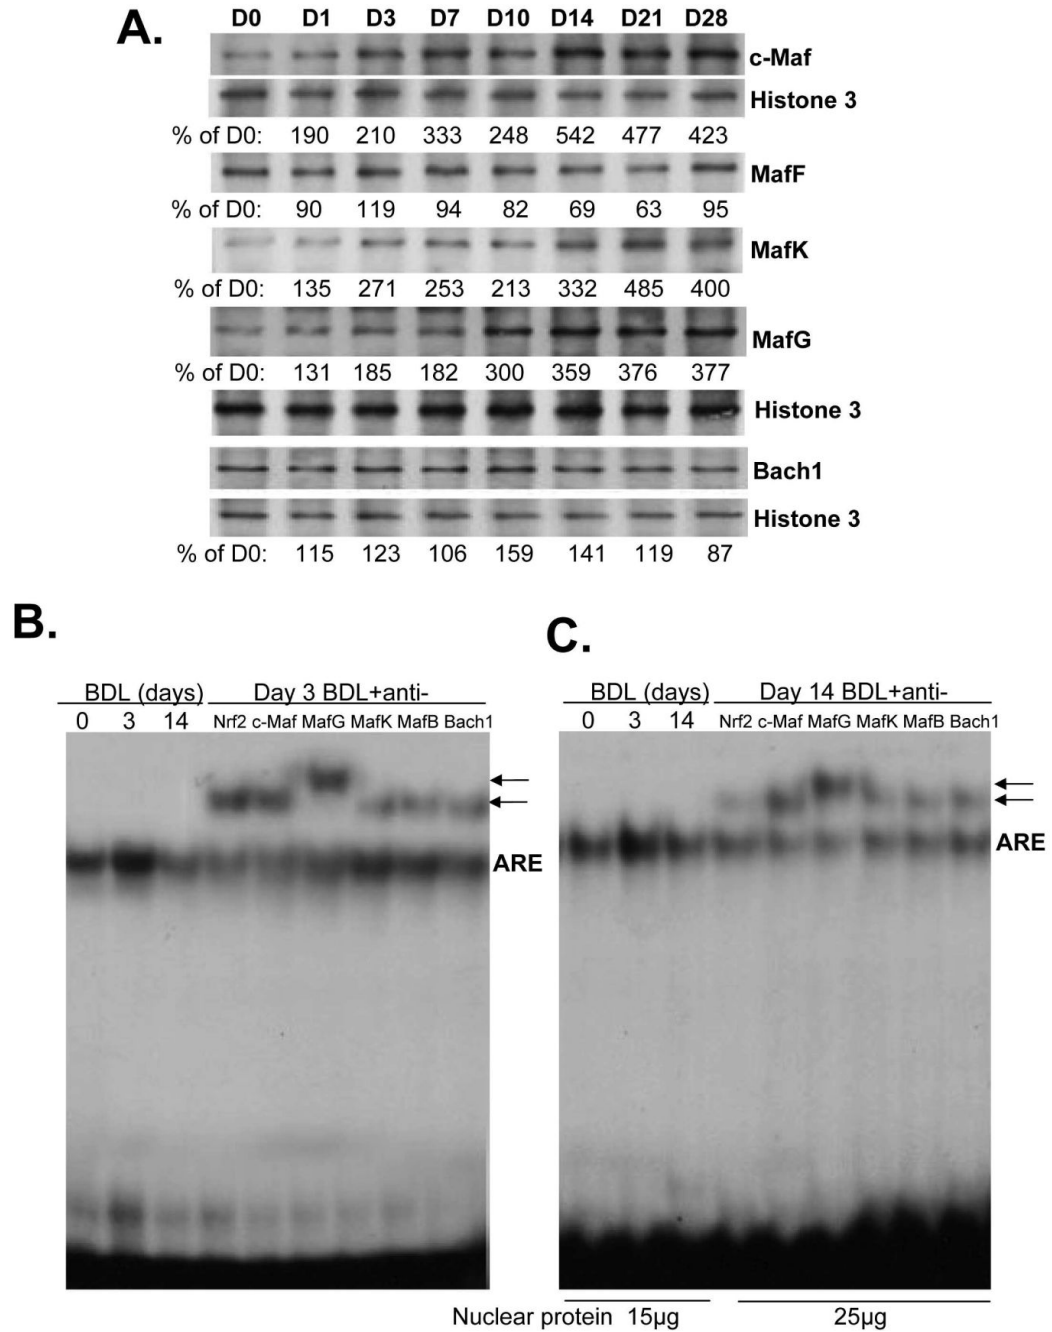 A.
D0 D1 D3 D7 D10 D14 D21 D28
c-Maf
Histone 3
% of D0: 190 210 333 248 542 477 423
MafF
% of D0: 90 119 94 82 69 63 95
MafK
% of D0: 135 271 253 213 332 485 400
MafG
% of D0: 131 185 182 300 359 376 377
Histone 3
Bach1
Histone 3
% of D0: 115 123 106 159 141 119 87
B.
BDL (days) Day 3 BDL+anti-
0 3 14 Nrf2 c-Maf MafG MafK MafB Bach1
ARE
C.
BDL (days) Day 14 BDL+anti-
0 3 14 Nrf2 c-Maf MafG MafK MafB Bach1
ARE
Nuclear protein 15µg 25µg